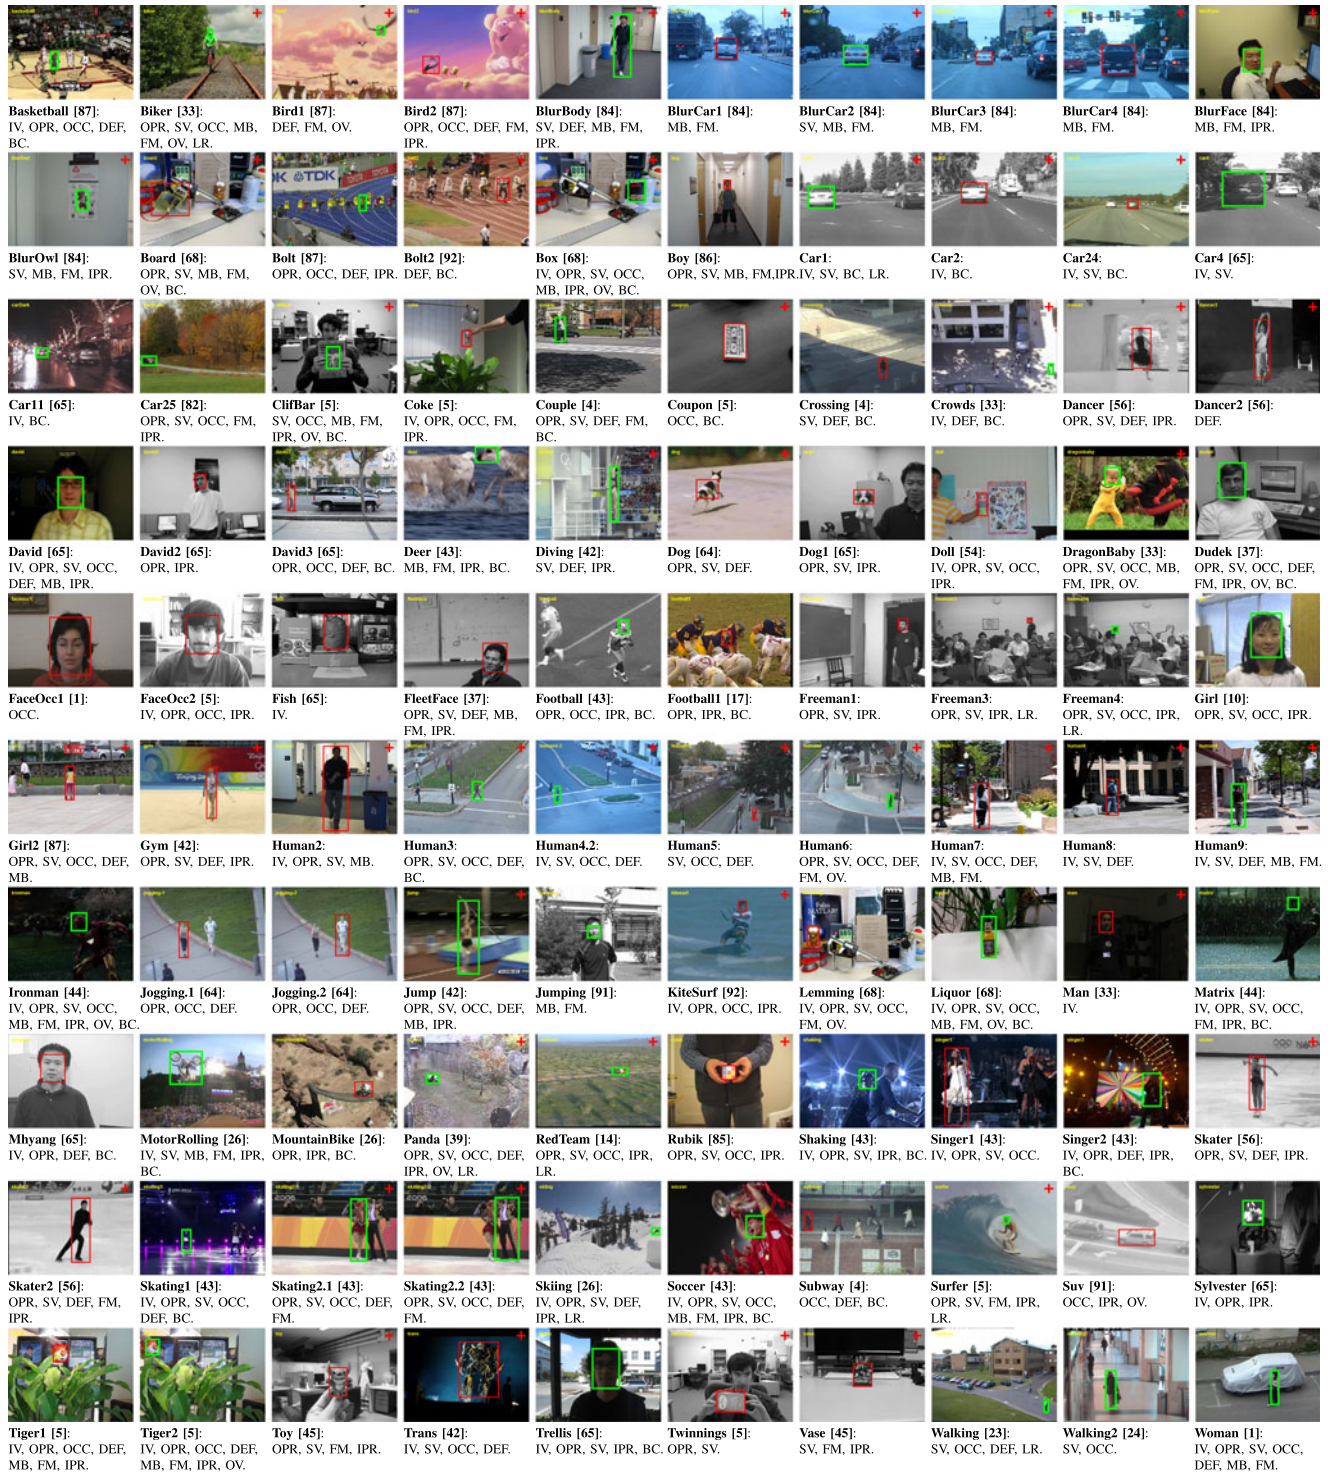 Basketball [87]:
IV, OPR, OCC, DEF,
BC.
Biker [33]:
OPR, SV, OCC, MB,
FM, OV, LR.
Bird1 [87]:
DEF, FM, OV.
Bird2 [87]:
OPR, OCC, DEF, FM,
IPR.
BlurBody [84]:
SV, DEF, MB, FM,
IPR.
BlurCar1 [84]:
MB, FM.
BlurCar2 [84]:
SV, MB, FM.
BlurCar3 [84]:
MB, FM.
BlurCar4 [84]:
MB, FM.
BlurFace [84]:
MB, FM, IPR.
BlurOwl [84]:
SV, MB, FM, IPR.
Board [68]:
OPR, SV, MB, FM,
OV, BC.
Bolt [87]:
OPR, OCC, DEF, IPR.
Bolt2 [92]:
DEF, BC.
Box [68]:
IV, OPR, SV, OCC,
MB, IPR, OV, BC.
Boy [86]:
OPR, SV, MB, FM,IPR.
Car1:
IV, SV, BC, LR.
Car2:
IV, BC.
Car24:
IV, SV, BC.
Car4 [65]:
IV, SV.
Car11 [65]:
IV, BC.
Car25 [82]:
OPR, SV, OCC, FM,
IPR.
ClifBar [5]:
SV, OCC, MB, FM,
IPR, OV, BC.
Coke [5]:
IV, OPR, OCC, FM,
IPR.
Couple [4]:
OPR, SV, DEF, FM,
BC.
Coupon [5]:
OCC, BC.
Crossing [4]:
SV, DEF, BC.
Crowds [33]:
IV, DEF, BC.
Dancer [56]:
OPR, SV, DEF, IPR.
Dancer2 [56]:
DEF.
David [65]:
IV, OPR, SV, OCC,
DEF, MB, IPR.
David2 [65]:
OPR, IPR.
David3 [65]:
OPR, OCC, DEF, BC.
Deer [43]:
MB, FM, IPR, BC.
Diving [42]:
SV, DEF, IPR.
Dog [64]:
OPR, SV, DEF.
Dog1 [65]:
OPR, SV, IPR.
Doll [54]:
IV, OPR, SV, OCC,
IPR.
DragonBaby [33]:
OPR, SV, OCC, MB,
FM, IPR, OV.
Dudek [37]:
OPR, SV, OCC, DEF,
FM, IPR, OV, BC.
FaceOcc1 [1]:
OCC.
FaceOcc2 [5]:
IV, OPR, OCC, IPR.
Fish [65]:
IV.
FleetFace [37]:
OPR, SV, DEF, MB,
FM, IPR.
Football [43]:
OPR, OCC, IPR, BC.
Football1 [17]:
OPR, IPR, BC.
Freeman1:
OPR, SV, IPR.
Freeman3:
OPR, SV, IPR, LR.
Freeman4:
OPR, SV, OCC, IPR,
LR.
Girl [10]:
OPR, SV, OCC, IPR.
Girl2 [87]:
OPR, SV, OCC, DEF,
MB.
Gym [42]:
OPR, SV, DEF, IPR.
Human2:
IV, OPR, SV, MB.
Human3:
OPR, SV, OCC, DEF,
BC.
Human4.2:
IV, SV, OCC, DEF.
Human5:
SV, OCC, DEF.
Human6:
OPR, SV, OCC, DEF,
FM, OV.
Human7:
IV, SV, OCC, DEF,
MB, FM.
Human8:
IV, SV, DEF.
Human9:
IV, SV, DEF, MB, FM.
Ironman [44]:
IV, OPR, SV, OCC,
MB, FM, IPR, OV, BC.
Jogging.1 [64]:
OPR, OCC, DEF.
Jogging.2 [64]:
OPR, OCC, DEF.
Jump [42]:
OPR, SV, OCC, DEF,
MB, IPR.
Jumping [91]:
MB, FM.
KiteSurf [92]:
IV, OPR, OCC, IPR.
Lemming [68]:
IV, OPR, SV, OCC,
FM, OV.
Liquor [68]:
IV, OPR, SV, OCC,
MB, FM, OV, BC.
Man [33]:
IV.
Matrix [44]:
IV, OPR, SV, OCC,
FM, IPR, BC.
Mhyang [65]:
IV, OPR, DEF, BC.
MotorRolling [26]:
IV, SV, MB, FM, IPR,
BC.
MountainBike [26]:
OPR, IPR, BC.
Panda [39]:
OPR, SV, OCC, DEF,
IPR, OV, LR.
RedTeam [14]:
OPR, SV, OCC, IPR,
LR.
Rubik [85]:
OPR, SV, OCC, IPR.
Shaking [43]:
IV, OPR, SV, IPR, BC.
Singer1 [43]:
IV, OPR, SV, OCC.
Singer2 [43]:
IV, OPR, DEF, IPR,
BC.
Skater [56]:
OPR, SV, DEF, IPR.
Skater2 [56]:
OPR, SV, DEF, FM,
IPR.
Skating1 [43]:
IV, OPR, SV, OCC,
DEF, BC.
Skating2.1 [43]:
OPR, SV, OCC, DEF,
FM.
Skating2.2 [43]:
OPR, SV, OCC, DEF,
FM.
Skiing [26]:
IV, OPR, SV, DEF,
IPR, LR.
Soccer [43]:
IV, OPR, SV, OCC,
MB, FM, IPR, BC.
Subway [4]:
OCC, DEF, BC.
Surfer [5]:
OPR, SV, FM, IPR,
LR.
Suv [91]:
OCC, IPR, OV.
Sylvester [65]:
IV, OPR, IPR.
Tiger1 [5]:
IV, OPR, OCC, DEF,
MB, FM, IPR.
Tiger2 [5]:
IV, OPR, OCC, DEF,
MB, FM, IPR, OV.
Toy [45]:
OPR, SV, FM, IPR.
Trans [42]:
IV, SV, OCC, DEF.
Trellis [65]:
IV, OPR, SV, IPR, BC.
Twinnings [5]:
OPR, SV.
Vase [45]:
SV, FM, IPR.
Walking [23]:
SV, OCC, DEF, LR.
Walking2 [24]:
SV, OCC.
Woman [1]:
IV, OPR, SV, OCC,
DEF, MB, FM.